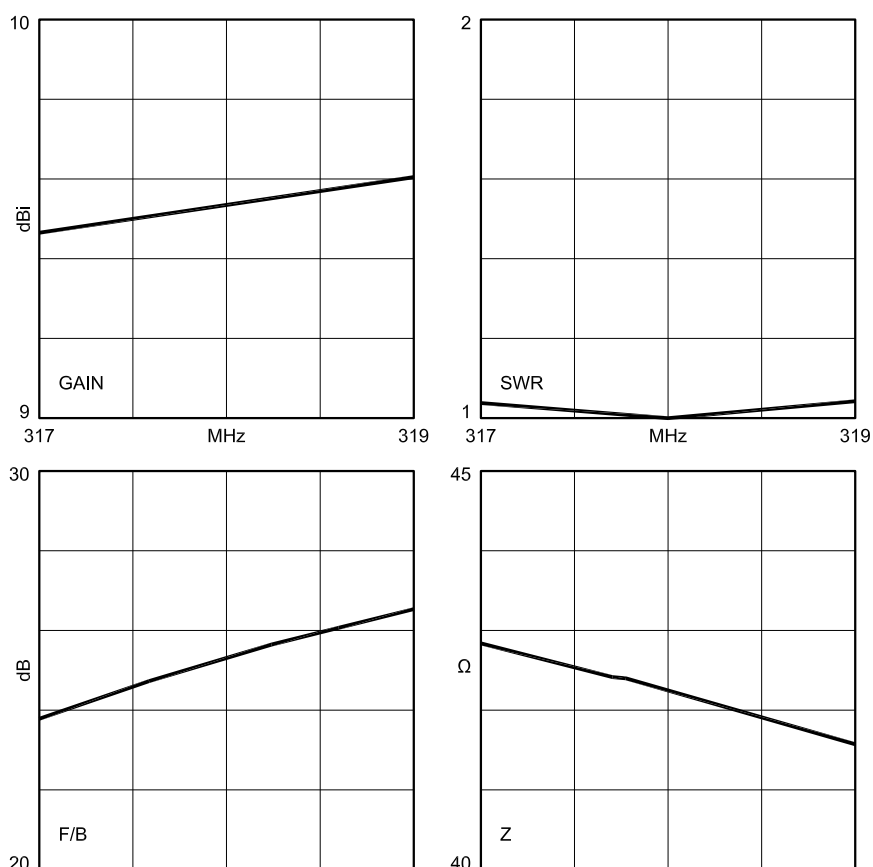 10
dBi
GAIN
9
317 MHz 319
2
SWR
1
317 MHz 319
30
dB
F/B
20
45
Ω
Z
40